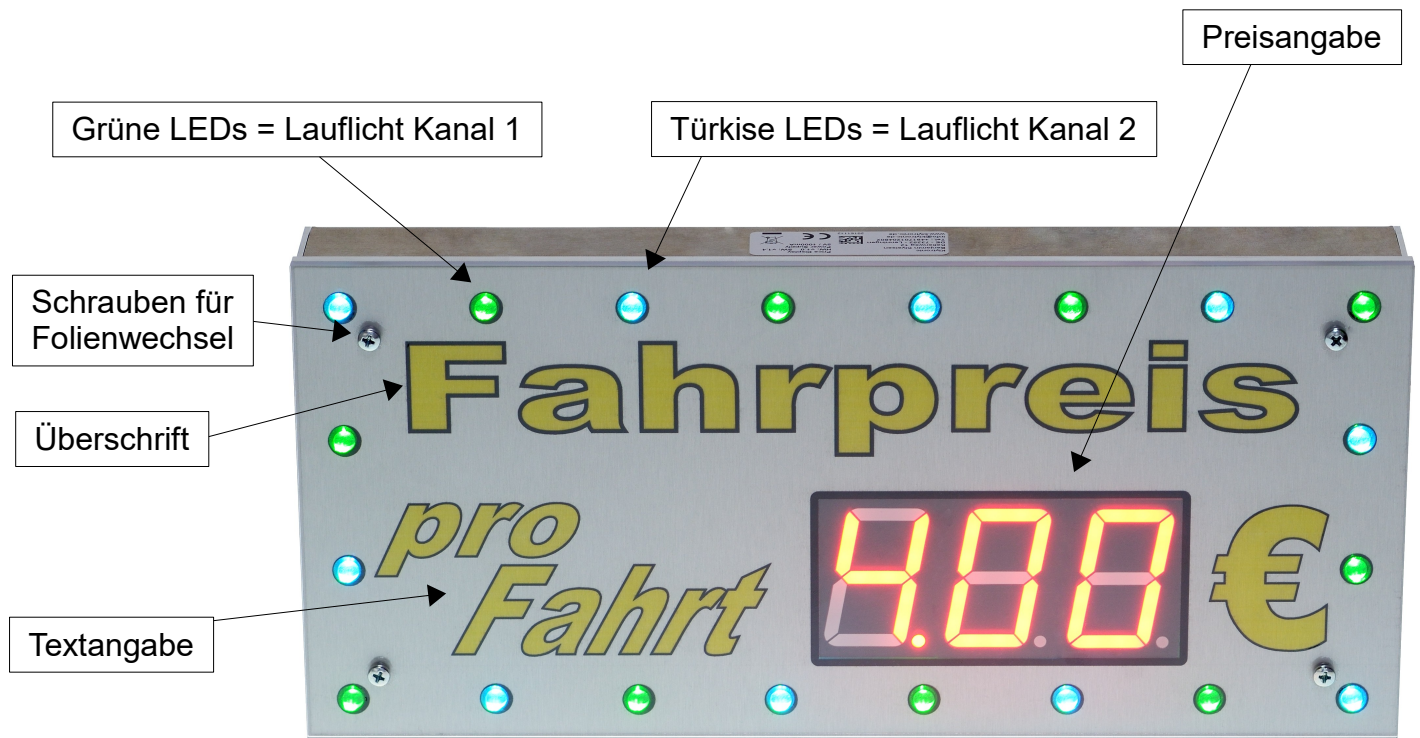 Preisangabe
Grüne LEDs = Lauflicht Kanal 1
Türkise LEDs = Lauflicht Kanal 2
Schrauben für
Folienwechsel
Fahrpreis
Überschrift
pro
Fahrt
4.00 €
Textangabe